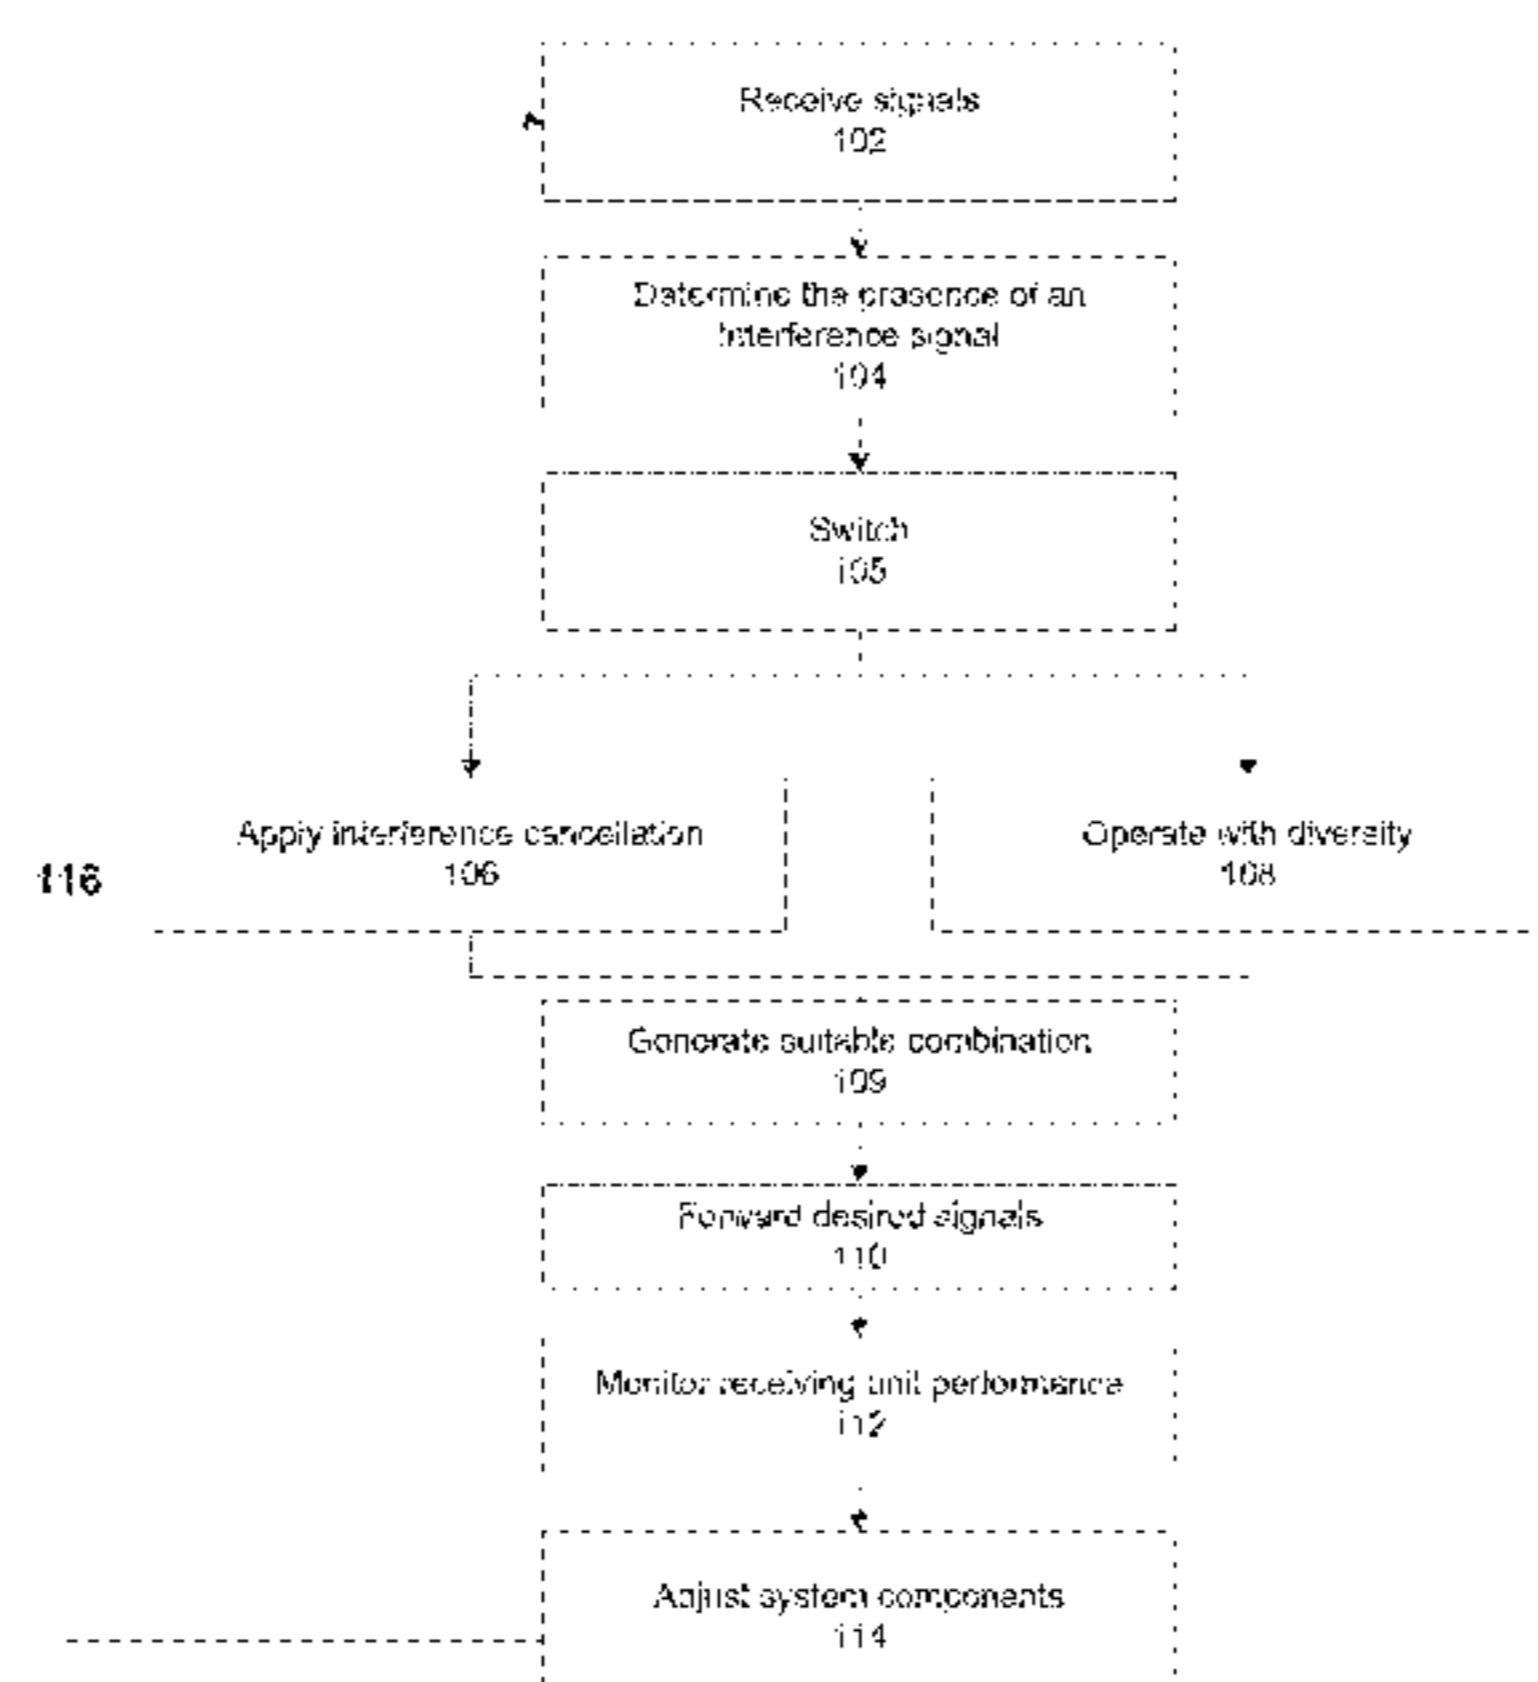 Receive signals
102
Determine the presence of an
interference signal
104
Switch
105
Apply interference cancellation
106
Operate with diversity
108
116
Generate suitable combination
109
Forward desired signals
110
Monitor receiving unit performance
112
Adjust system components
114